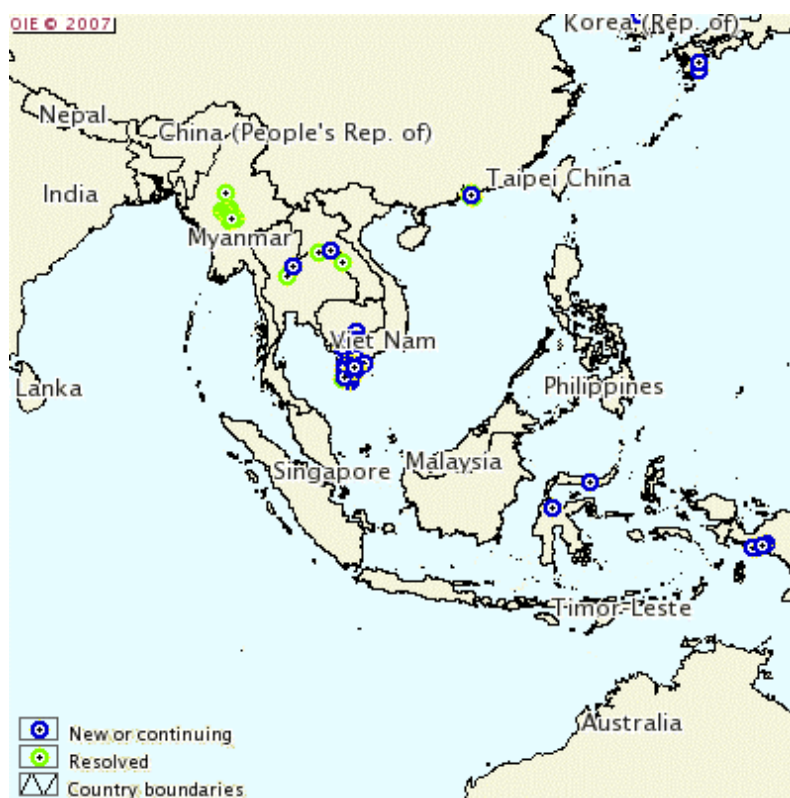 OIE © 2007
Korea (Rep. of)
Nepal
China (People's Rep. of)
India
Taipei China
Myanmar
Viet Nam
Lanka
Philippines
Malaysia
Singapore
Timor-Leste
Australia
New or continuing
Resolved
Country boundaries